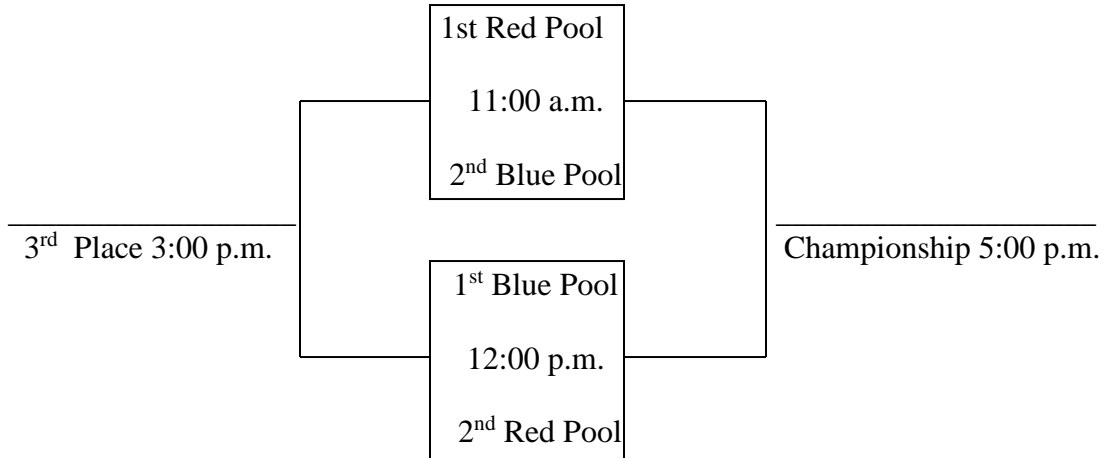 1st Red Pool
11:00 a.m.
2nd Blue Pool
3rd Place 3:00 p.m.
Championship 5:00 p.m.
1st Blue Pool
12:00 p.m.
2nd Red Pool